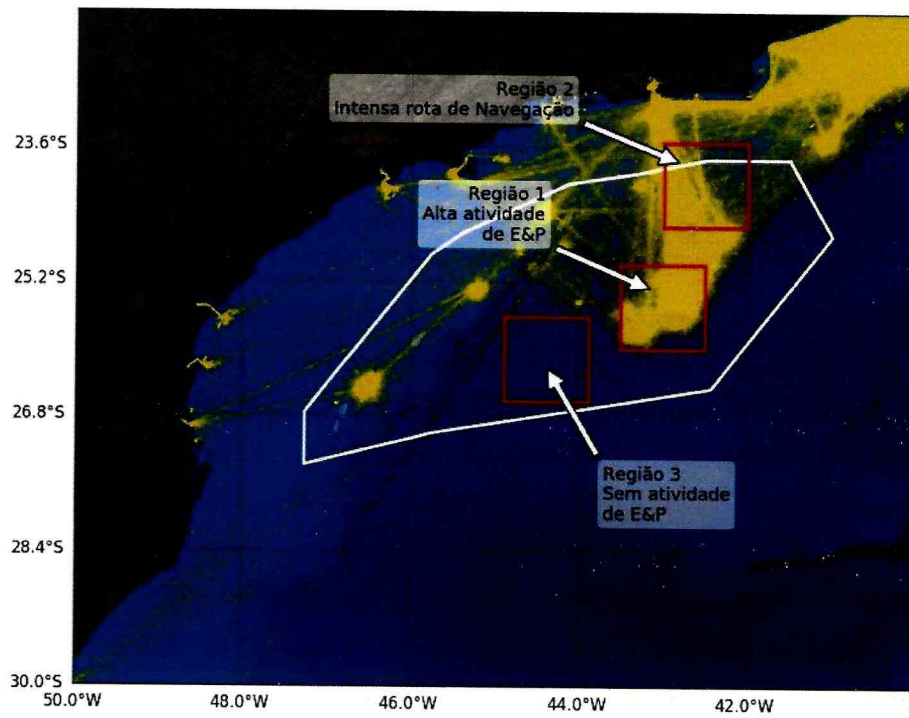 Região 2
Intensa rota de Navegação
23.6°S
Região 1
Alta atividade
de E&P
25.2°S
26.8°S
Região 3
Sem atividade
de E&P
28.4°S
30.0°S
50.0°W
48.0°W
46.0°W
44.0°W
42.0°W